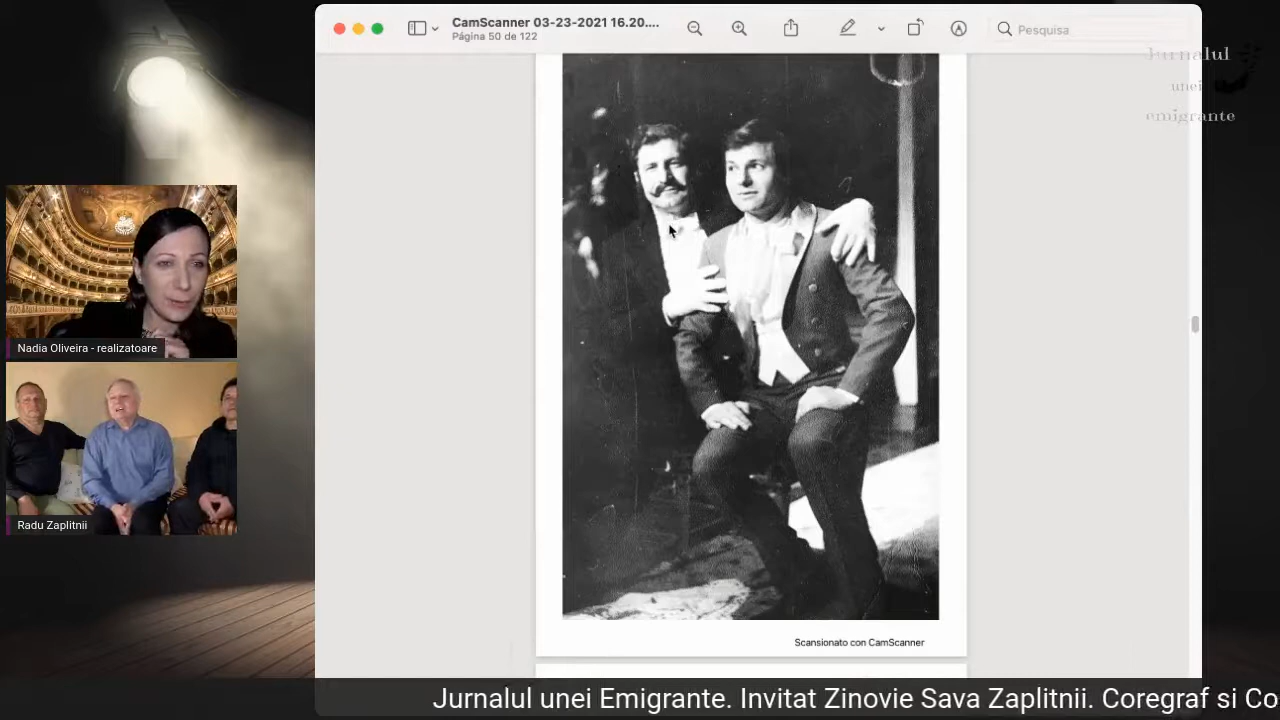 CamScanner 03-23-2021 16.20....
Página 50 de 122
Pesquisa
Jurnalul
unei
emigrante
Nadia Oliveira - realizatoare
Radu Zaplitnii
Scansionato con CamScanner
Jurnalul unei Emigrante. Invitat Zinovie Sava Zaplitnii. Coregraf si Co